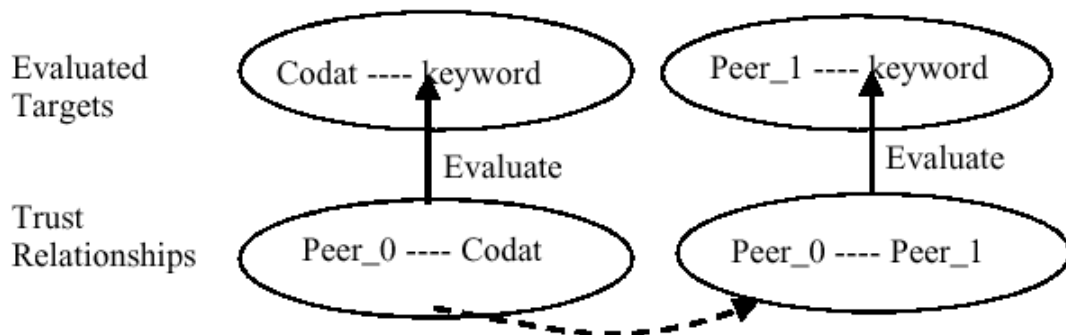 Evaluated
Targets
Codat ---- keyword
Peer_1 ---- keyword
Evaluate
Evaluate
Trust
Relationships
Peer_0 ---- Codat
Peer_0 ---- Peer_1